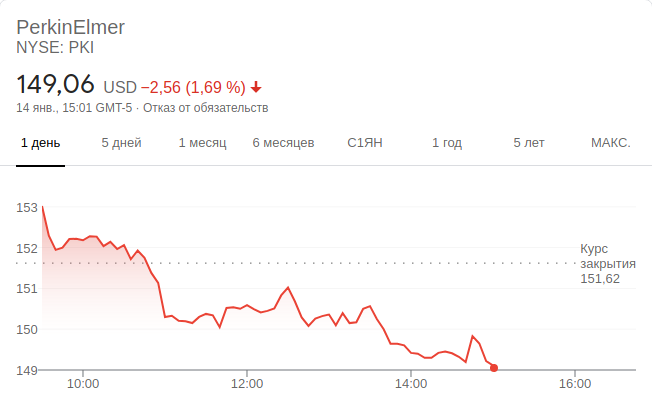 PerkinElmer
NYSE: PKI
149,06 USD −2,56 (1,69 %)
14 янв., 15:01 GMT-5 · Отказ от обязательств
1 день 5 дней 1 месяц 6 месяцев С1ЯН 1 год 5 лет МАКС.
153
152
151
150
149
Курс
закрытия
151,62
10:00 12:00 14:00 16:00